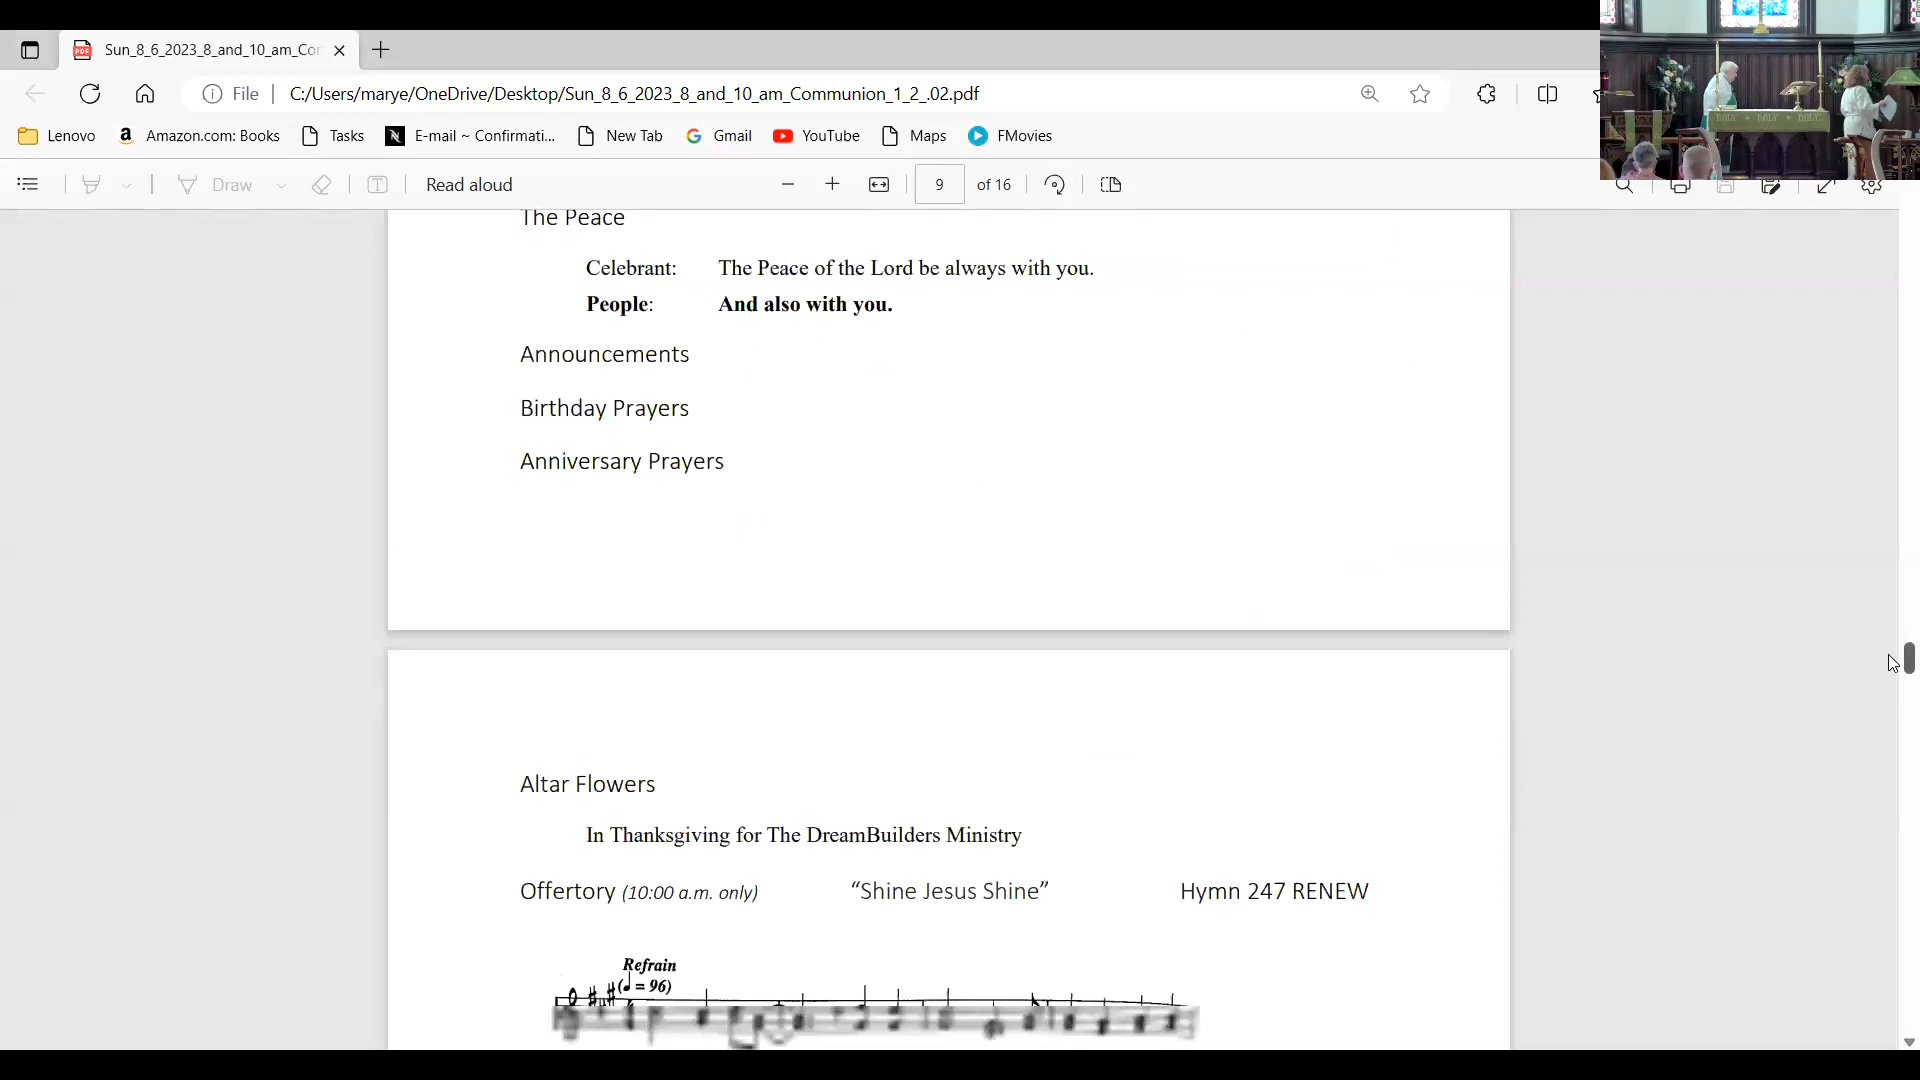 Sun_8_6_2023_8_and_10_am_Co
File
C:/Users/marye/OneDrive/Desktop/Sun_8_6_2023_8_and_10_am_Communion_1_2_.02.pdf
Lenovo Amazon.com: Books Tasks E-mail ~ Confirmati... New Tab Gmail YouTube Maps FMovies
Draw Read aloud 9 of 16
The Peace
Celebrant: The Peace of the Lord be always with you.
People: And also with you.
Announcements
Birthday Prayers
Anniversary Prayers
Altar Flowers
In Thanksgiving for The DreamBuilders Ministry
Offertory (10:00 a.m. only) “Shine Jesus Shine” Hymn 247 RENEW
Refrain
(♩ = 96)
HOLY HOLY HOLY